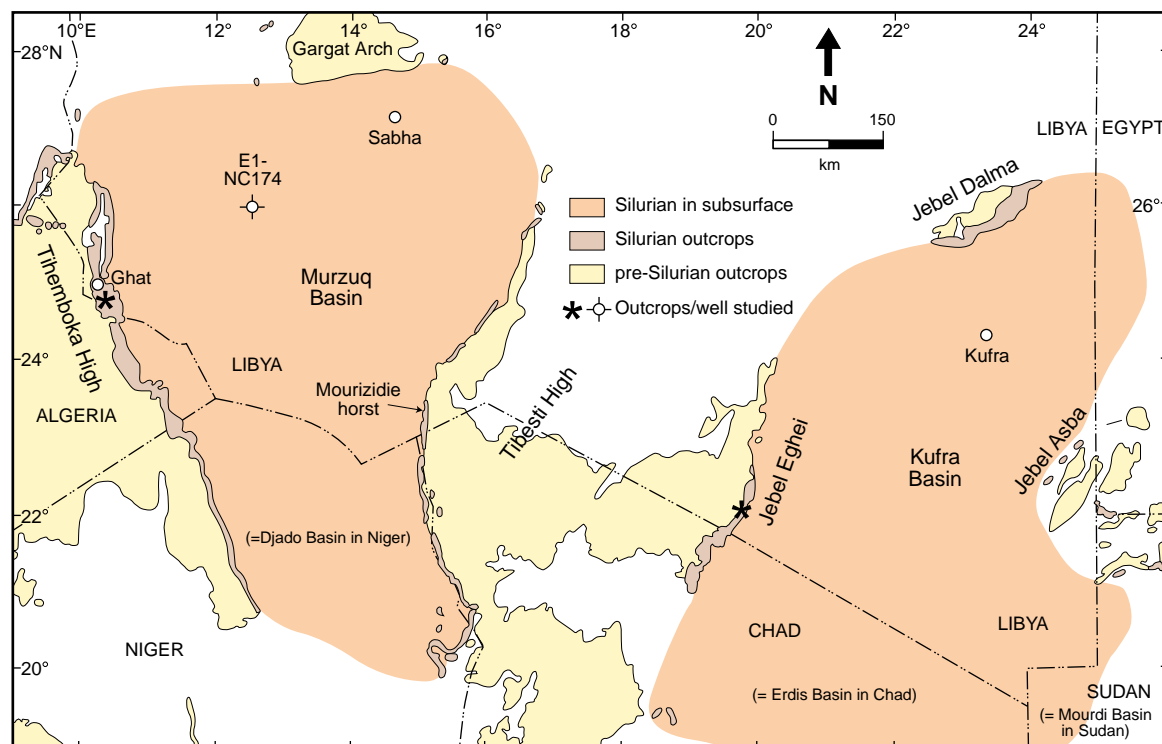 10°E
12°
14°
16°
18°
20°
22°
24°
28°N
Gargat Arch
N
0
150
km
LIBYA
EGYPT
Sabha
E1-
NC174
Jebel Dalma
26°
Silurian in subsurface
Silurian outcrops
pre-Silurian outcrops
Outcrops/well studied
Ghat
Murzuq
Basin
Tihemboka High
Kufra
24°
LIBYA
Mourizidie
horst
ALGERIA
Tibesti High
Jebel Eghei
Kufra
Basin
Jebel Asba
22°
(=Djado Basin in Niger)
CHAD
LIBYA
NIGER
20°
(= Erdis Basin in Chad)
SUDAN
(= Mourdi Basin
in Sudan)